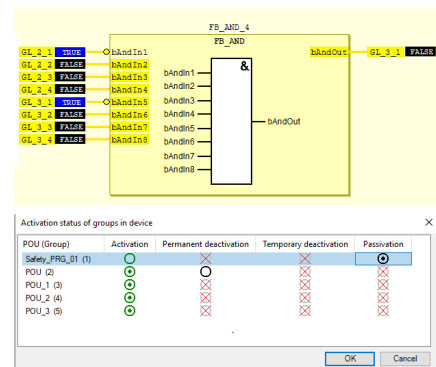 FB_AND_4
FB_AND
GL_2_1 TRUE bAndIn1 bAndOut GL_3_1 FALSE
GL_2_2 FALSE bAndIn2
GL_2_3 FALSE bAndIn3
GL_2_4 FALSE bAndIn4
GL_3_1 TRUE bAndIn5
GL_3_2 FALSE bAndIn6
GL_3_3 FALSE bAndIn7
GL_3_4 FALSE bAndIn8
&
bAndIn1
bAndIn2
bAndIn3
bAndIn4
bAndIn5 bAndOut
bAndIn6
bAndIn7
bAndIn8
Activation status of groups in device
POU (Group) Activation Permanent deactivation Temporary deactivation Passivation
Safety_PRG_01 (1)
POU (2)
POU_1 (3)
POU_2 (4)
POU_3 (5)
OK Cancel